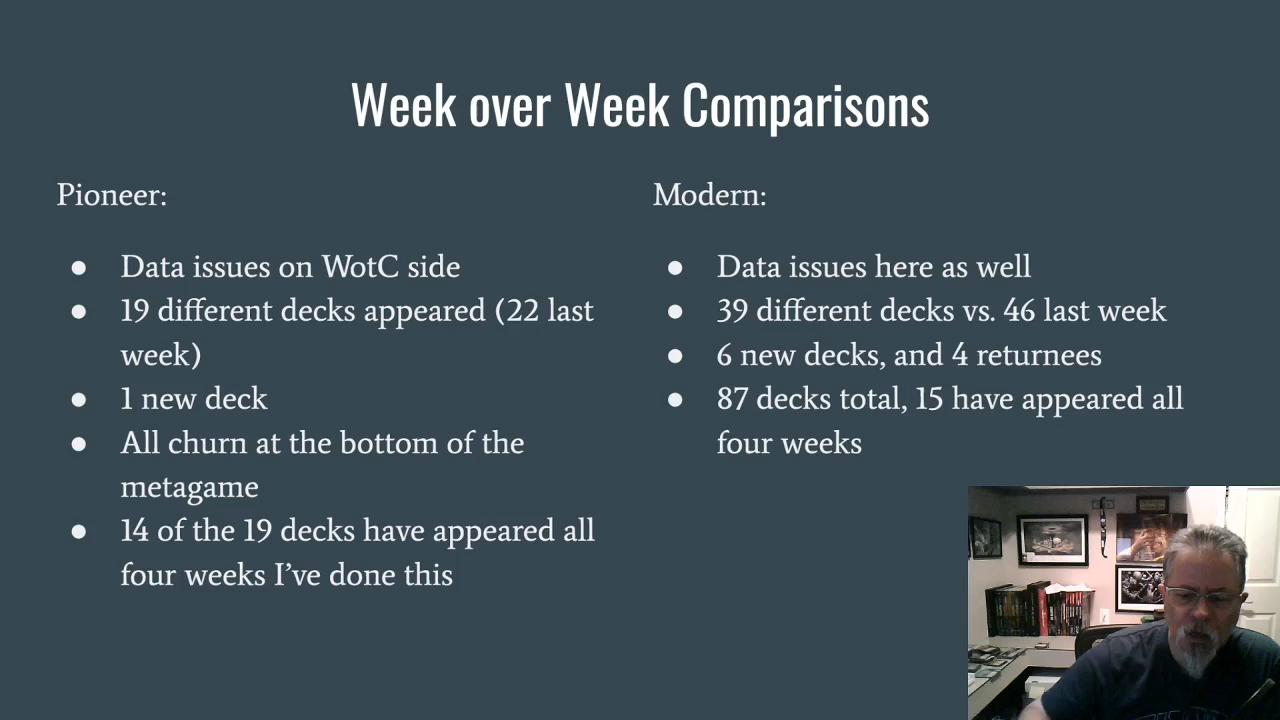 Week over Week Comparisons
Pioneer:
● Data issues on WotC side
● 19 different decks appeared (22 last
week)
● 1 new deck
● All churn at the bottom of the
metagame
● 14 of the 19 decks have appeared all
four weeks I've done this
Modern:
● Data issues here as well
● 39 different decks vs. 46 last week
● 6 new decks, and 4 returnees
● 87 decks total, 15 have appeared all
four weeks